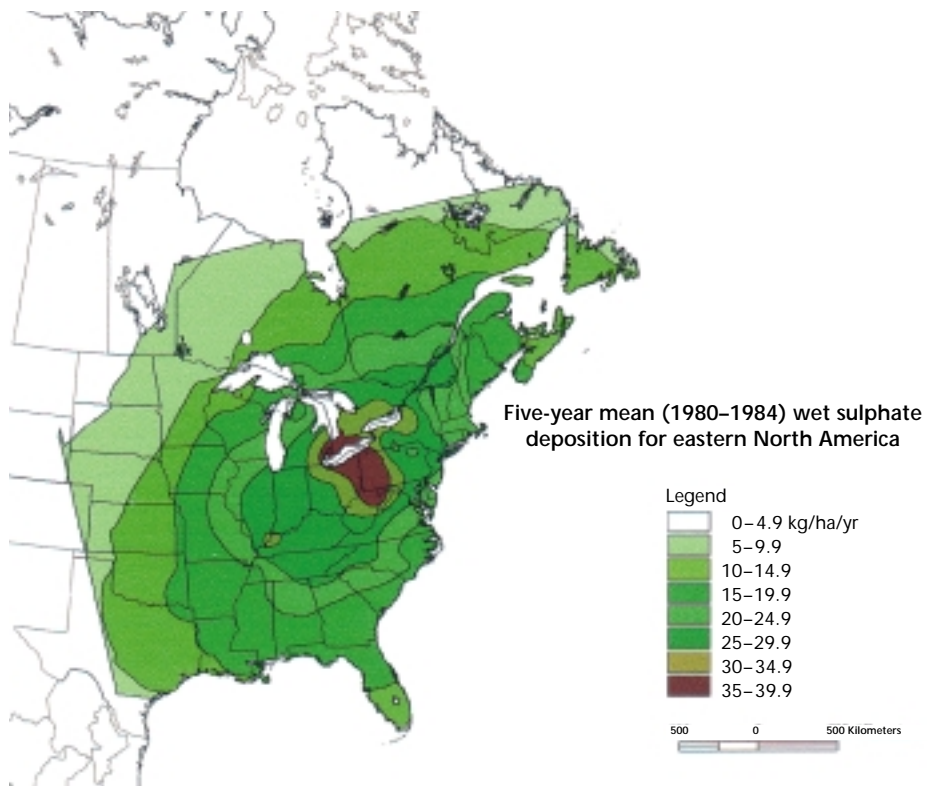 Five-year mean (1980–1984) wet sulphate
deposition for eastern North America
Legend
0–4.9 kg/ha/yr
5–9.9
10–14.9
15–19.9
20–24.9
25–29.9
30–34.9
35–39.9
500 0 500 Kilometers